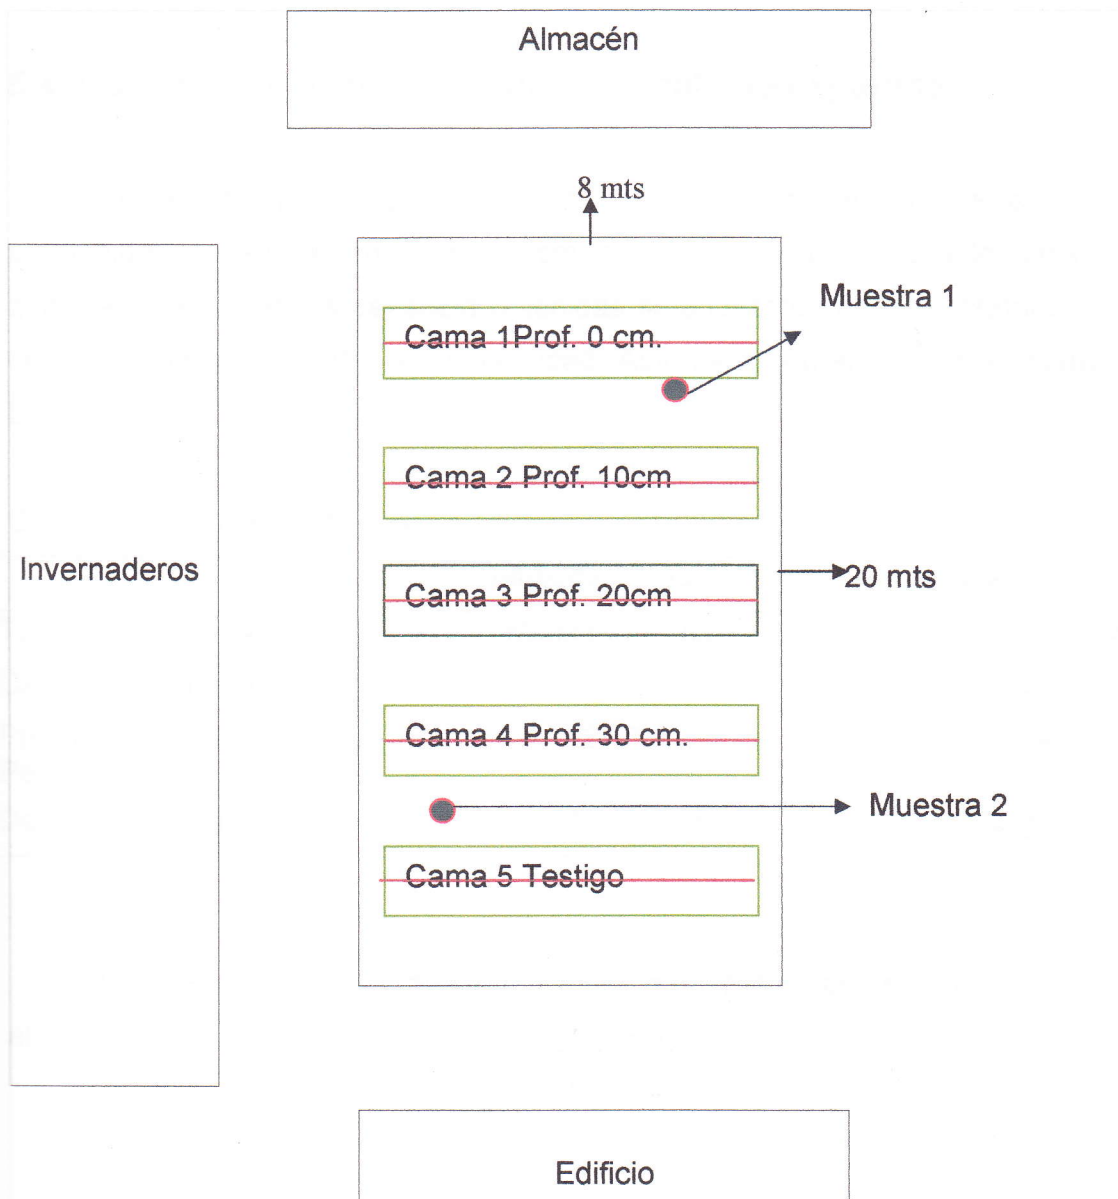 Almacén
8 mts
Muestra 1
Cama 1Prof. 0 cm.
Cama 2 Prof. 10cm
Invernaderos
20 mts
Cama 3 Prof. 20cm
Cama 4 Prof. 30 cm.
Muestra 2
Cama 5 Testigo
Edificio